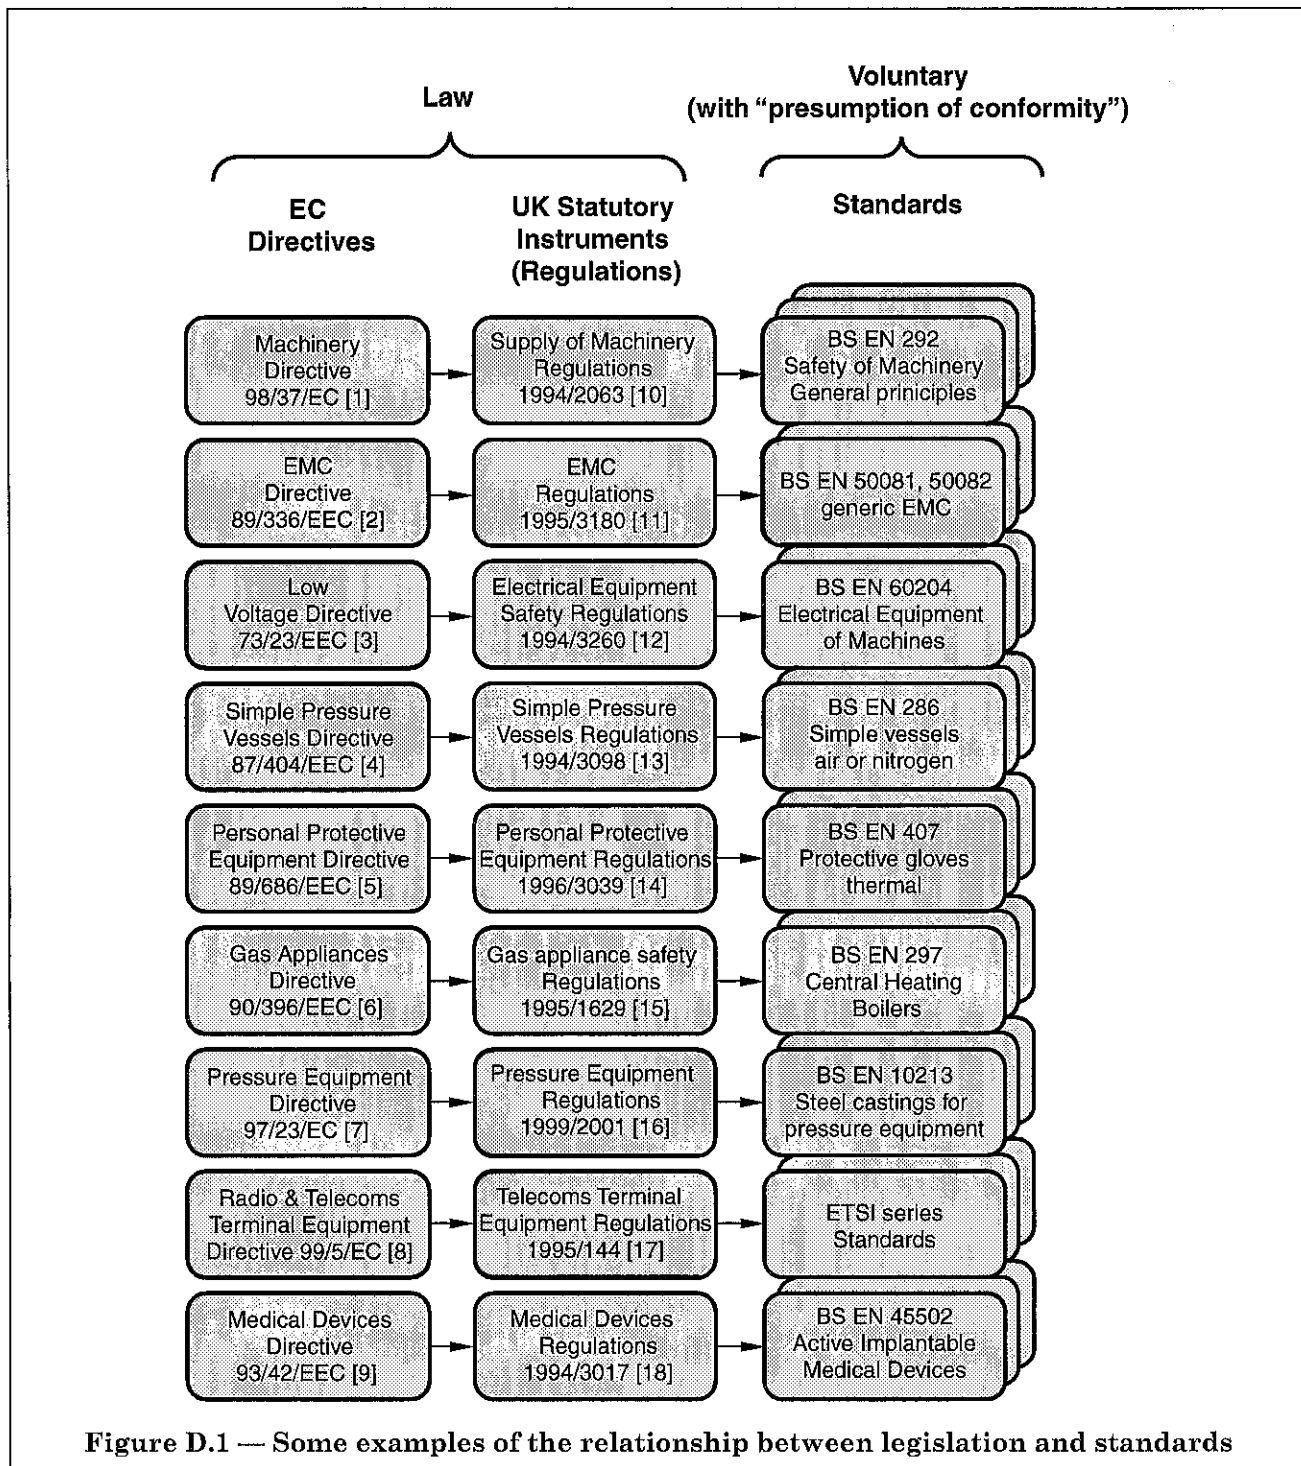 Law
Voluntary
(with “presumption of conformity”)
EC
Directives
UK Statutory
Instruments
(Regulations)
Standards
Machinery
Directive
98/37/EC [1]
Supply of Machinery
Regulations
1994/2063 [10]
BS EN 292
Safety of Machinery
General priniciples
EMC
Directive
89/336/EEC [2]
EMC
Regulations
1995/3180 [11]
BS EN 50081, 50082
generic EMC
Low
Voltage Directive
73/23/EEC [3]
Electrical Equipment
Safety Regulations
1994/3260 [12]
BS EN 60204
Electrical Equipment
of Machines
Simple Pressure
Vessels Directive
87/404/EEC [4]
Simple Pressure
Vessels Regulations
1994/3098 [13]
BS EN 286
Simple vessels
air or nitrogen
Personal Protective
Equipment Directive
89/686/EEC [5]
Personal Protective
Equipment Regulations
1996/3039 [14]
BS EN 407
Protective gloves
thermal
Gas Appliances
Directive
90/396/EEC [6]
Gas appliance safety
Regulations
1995/1629 [15]
BS EN 297
Central Heating
Boilers
Pressure Equipment
Directive
97/23/EC [7]
Pressure Equipment
Regulations
1999/2001 [16]
BS EN 10213
Steel castings for
pressure equipment
Radio & Telecoms
Terminal Equipment
Directive 99/5/EC [8]
Telecoms Terminal
Equipment Regulations
1995/144 [17]
ETSI series
Standards
Medical Devices
Directive
93/42/EEC [9]
Medical Devices
Regulations
1994/3017 [18]
BS EN 45502
Active Implantable
Medical Devices
Figure D.1 — Some examples of the relationship between legislation and standards